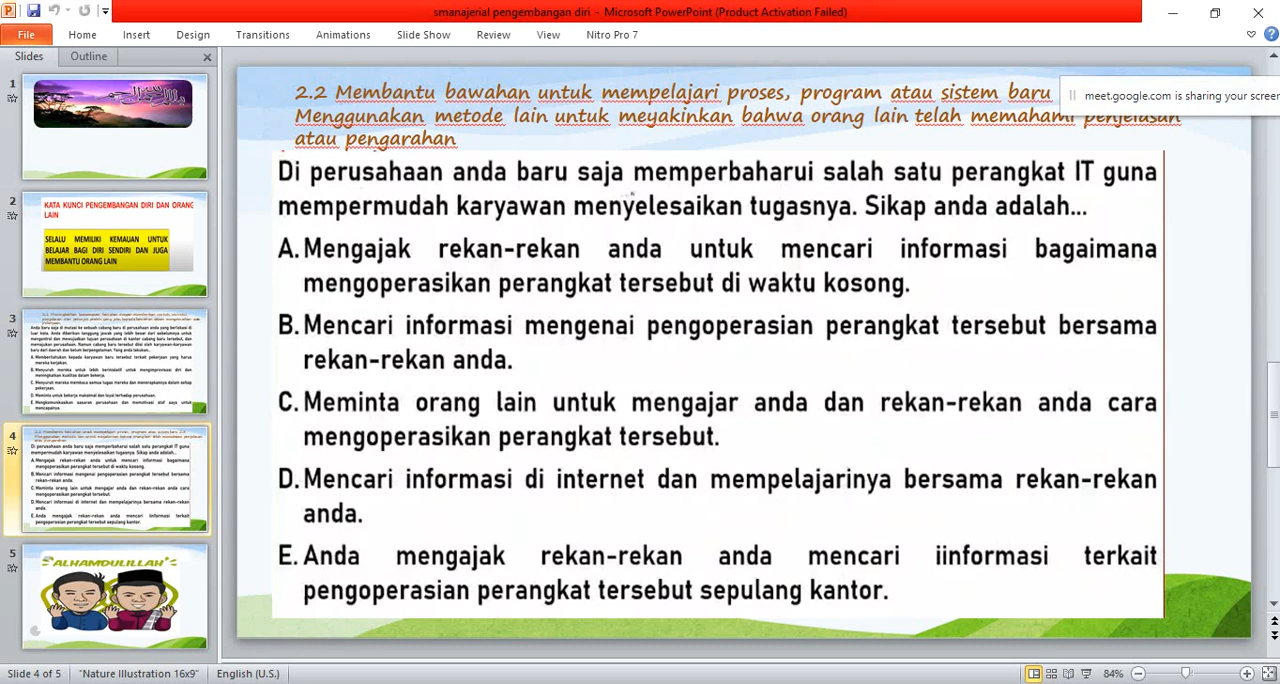 smanajerial pengembangan diri - Microsoft PowerPoint (Product Activation Failed)
File Home Insert Design Transitions Animations Slide Show Review View Nitro Pro 7
Slides Outline
meet.google.com is sharing your screen
1
2
KATA KUNCI PENGEMBANGAN DIRI DAN ORANG
LAIN
SELALU MEMILIKI KEMAUAN UNTUK
BELAJAR BAGI DIRI SENDIRI DAN JUGA
MEMBANTU ORANG LAIN
3
4
5
ALHAMDULILLAH
2.2 Membantu bawahan untuk mempelajari proses, program atau sistem baru
Menggunakan metode lain untuk meyakinkan bahwa orang lain telah memahami penjelasan
atau pengarahan
Di perusahaan anda baru saja memperbaharui salah satu perangkat IT guna
mempermudah karyawan menyelesaikan tugasnya. Sikap anda adalah...
A. Mengajak rekan-rekan anda untuk mencari informasi bagaimana
mengoperasikan perangkat tersebut di waktu kosong.
B. Mencari informasi mengenai pengoperasian perangkat tersebut bersama
rekan-rekan anda.
C. Meminta orang lain untuk mengajar anda dan rekan-rekan anda cara
mengoperasikan perangkat tersebut.
D. Mencari informasi di internet dan mempelajarinya bersama rekan-rekan
anda.
E. Anda mengajak rekan-rekan anda mencari iinformasi terkait
pengoperasian perangkat tersebut sepulang kantor.
Slide 4 of 5 "Nature Illustration 16x9" English (U.S.) 84%